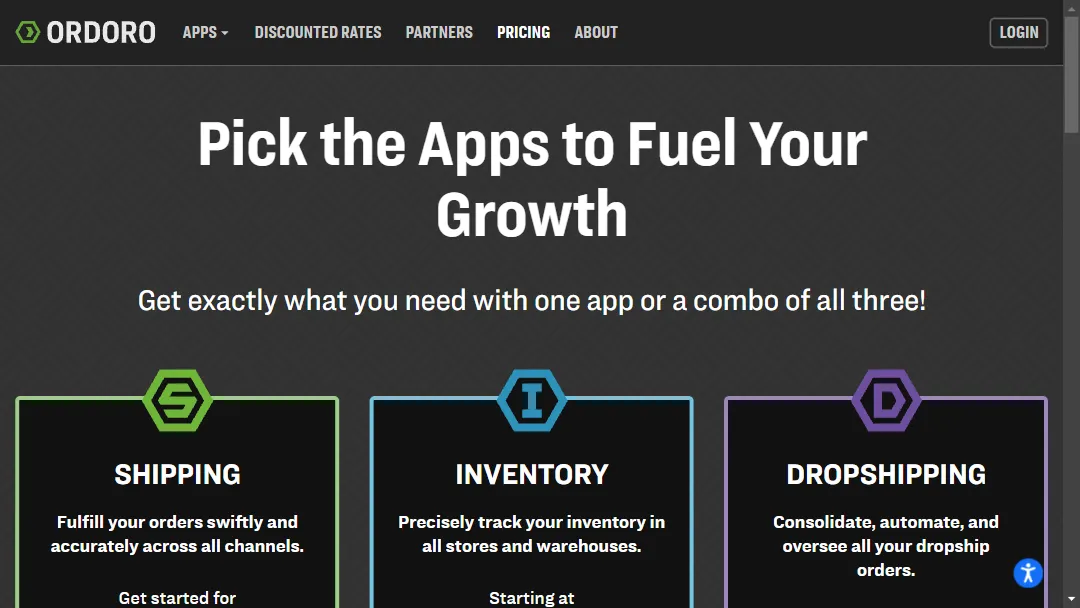 ORDORO APPS DISCOUNTED RATES PARTNERS PRICING ABOUT LOGIN
Pick the Apps to Fuel Your
Growth
Get exactly what you need with one app or a combo of all three!
S I D
SHIPPING
Fulfill your orders swiftly and
accurately across all channels.
Get started for
INVENTORY
Precisely track your inventory in
all stores and warehouses.
Starting at
DROPSHIPPING
Consolidate, automate, and
oversee all your dropship
orders.